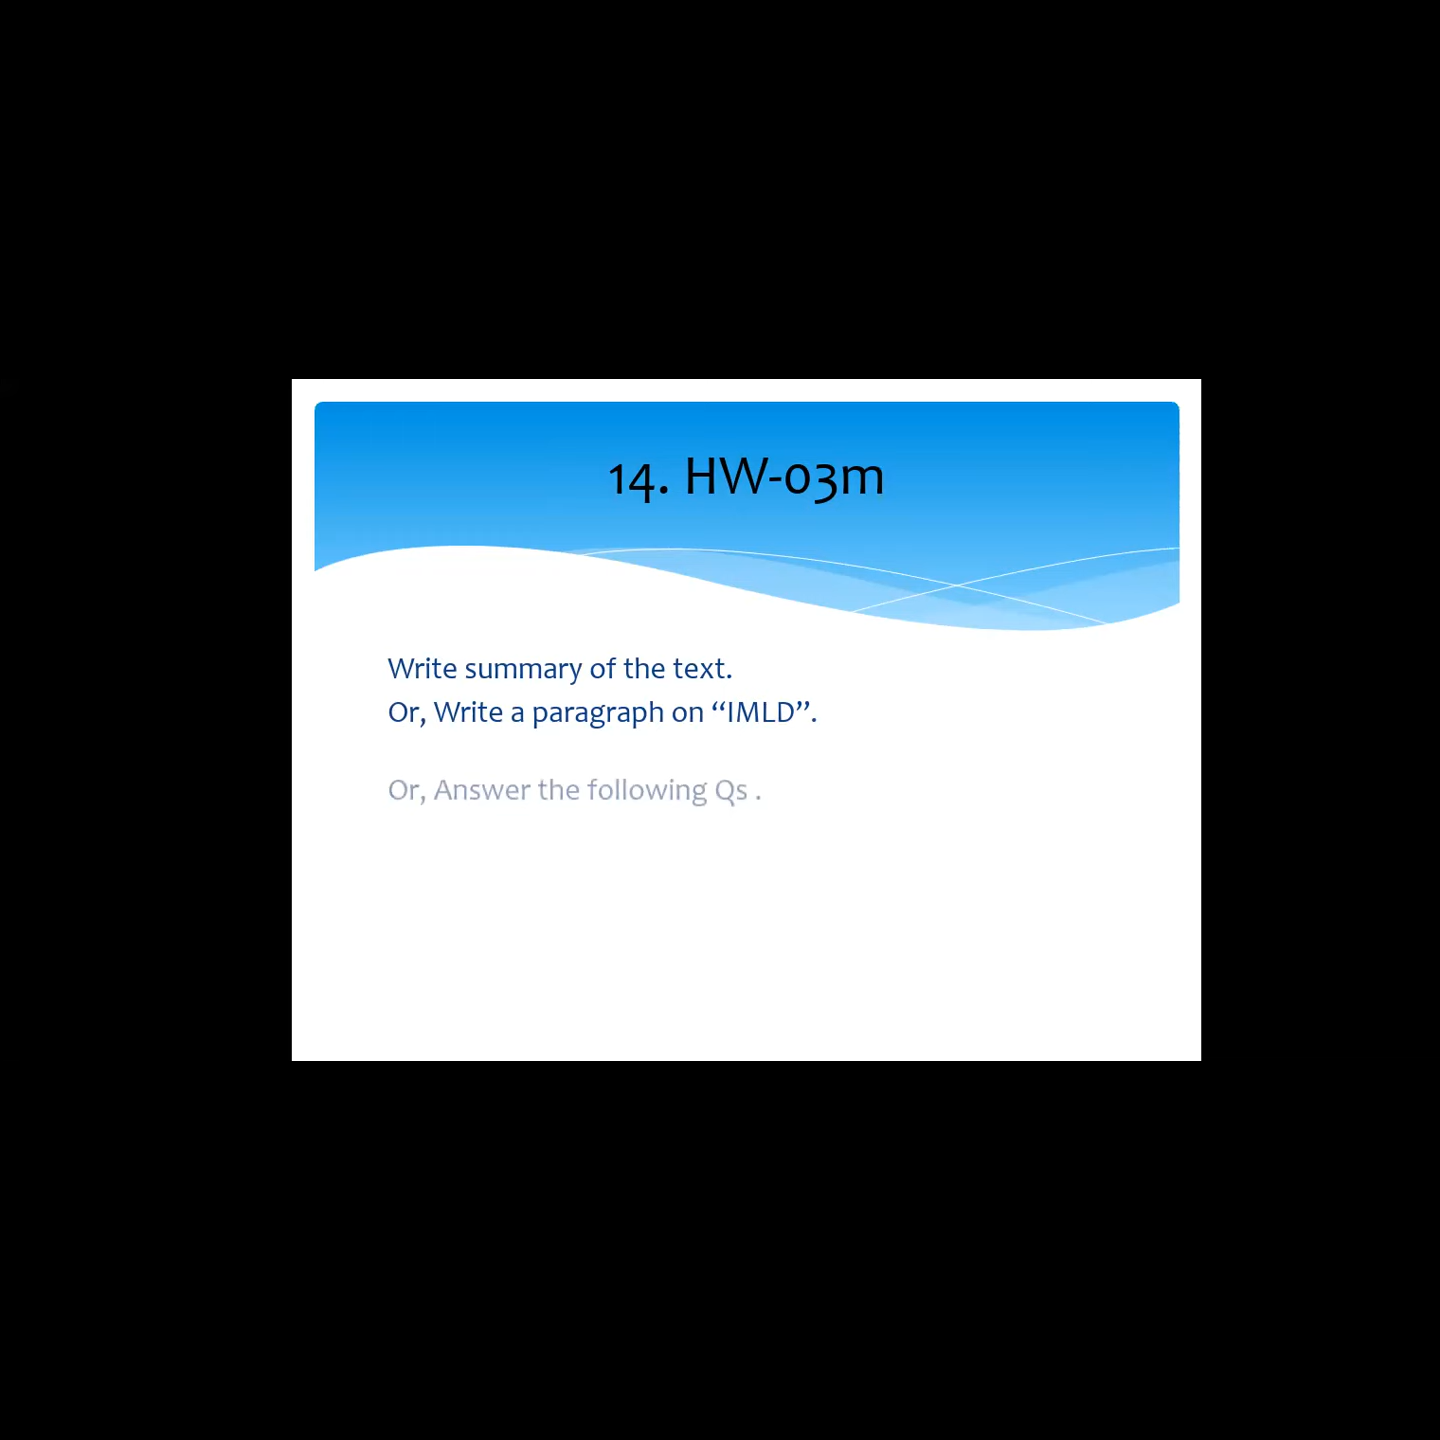 14. HW-03m
Write summary of the text.
Or, Write a paragraph on “IMLD”.
Or, Answer the following Qs .